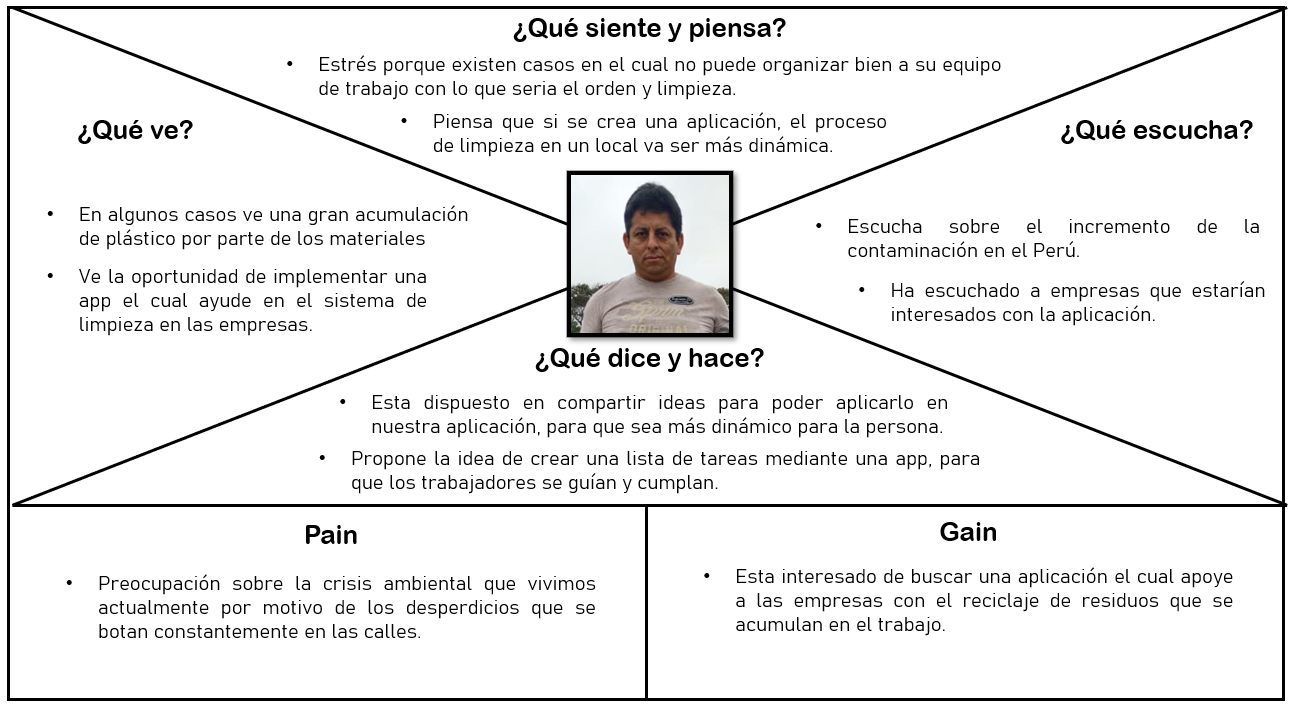 ¿Qué siente y piensa?
• Estrés porque existen casos en el cual no puede organizar bien a su equipo
de trabajo con lo que seria el orden y limpieza.
• Piensa que si se crea una aplicación, el proceso
de limpieza en un local va ser más dinámica.
¿Qué ve?
• En algunos casos ve una gran acumulación
de plástico por parte de los materiales
• Ve la oportunidad de implementar una
app el cual ayude en el sistema de
limpieza en las empresas.
¿Qué escucha?
• Escucha sobre el incremento de la
contaminación en el Perú.
• Ha escuchado a empresas que estarían
interesados con la aplicación.
ORIGINAL
¿Qué dice y hace?
• Esta dispuesto en compartir ideas para poder aplicarlo en
nuestra aplicación, para que sea más dinámico para la persona.
• Propone la idea de crear una lista de tareas mediante una app, para
que los trabajadores se guían y cumplan.
Pain
• Preocupación sobre la crisis ambiental que vivimos
actualmente por motivo de los desperdicios que se
botan constantemente en las calles.
Gain
• Esta interesado de buscar una aplicación el cual apoye
a las empresas con el reciclaje de residuos que se
acumulan en el trabajo.